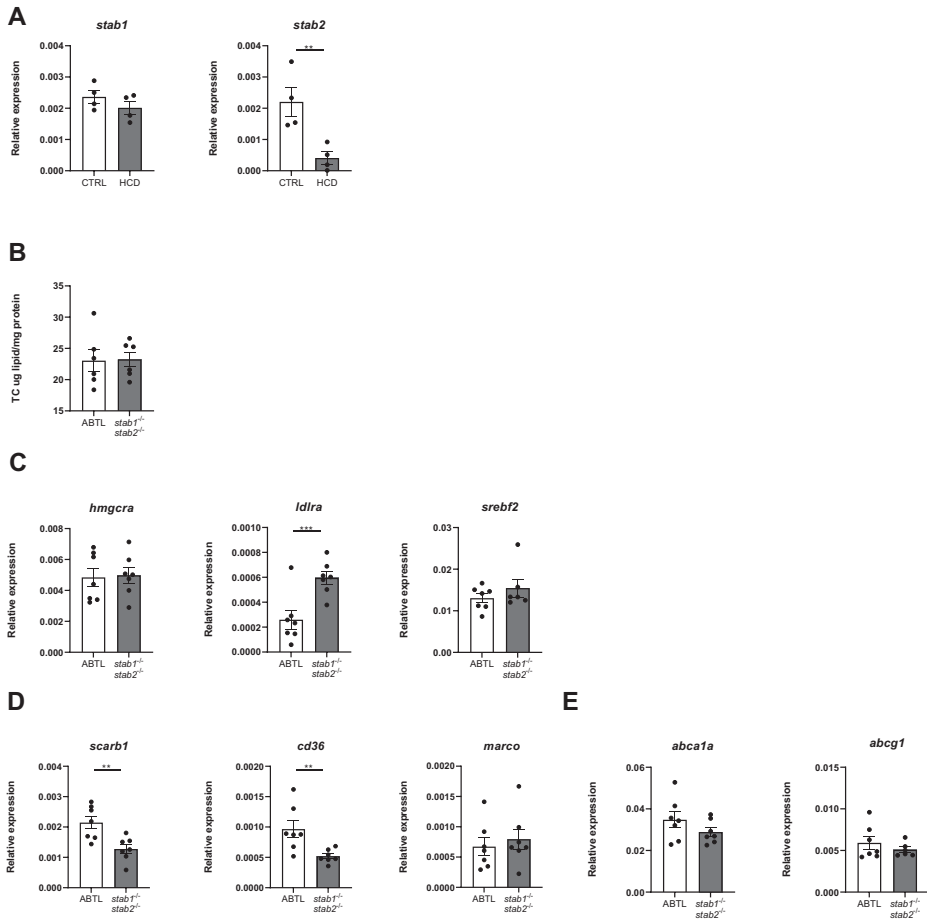 A
stab1
stab2
Relative expression
0.004
0.003
0.002
0.001
0.000
CTRL HCD
Relative expression
0.004
0.003
0.002
0.001
0.000
**
CTRL HCD
B
TC ug lipid/mg protein
35
30
25
20
15
ABTL stab1-/-
stab2-/-
C
hmgcra
ldlra
srebf2
Relative expression
0.008
0.006
0.004
0.002
0.000
ABTL stab1-/-
stab2-/-
Relative expression
0.0010
0.0008
0.0006
0.0004
0.0002
0.0000
***
ABTL stab1-/-
stab2-/-
Relative expression
0.03
0.02
0.01
0.00
ABTL stab1-/-
stab2-/-
D
scarb1
cd36
marco
Relative expression
0.004
0.003
0.002
0.001
0.000
**
ABTL stab1-/-
stab2-/-
Relative expression
0.0020
0.0015
0.0010
0.0005
0.0000
**
ABTL stab1-/-
stab2-/-
Relative expression
0.0020
0.0015
0.0010
0.0005
0.0000
ABTL stab1-/-
stab2-/-
E
abca1a
abcg1
Relative expression
0.06
0.04
0.02
0.00
ABTL stab1-/-
stab2-/-
Relative expression
0.015
0.010
0.005
0.000
ABTL stab1-/-
stab2-/-